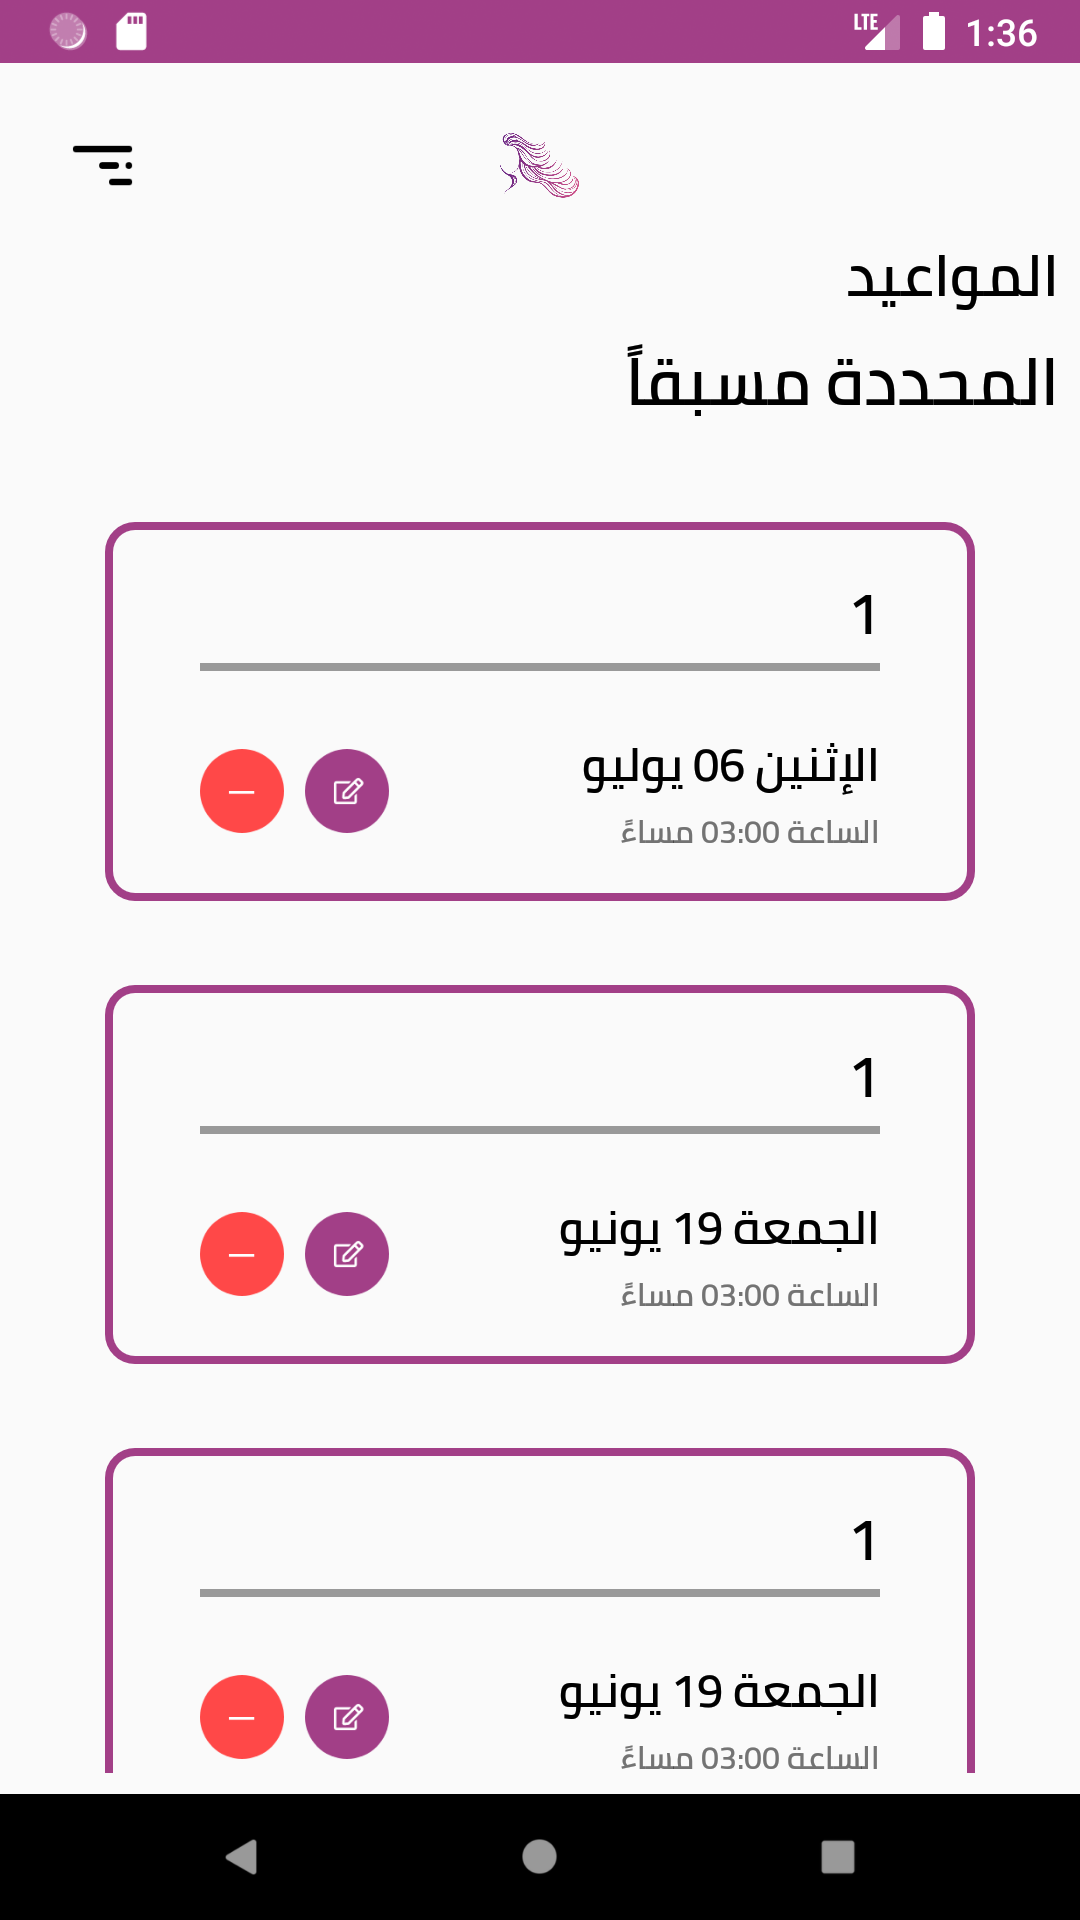 LTE 1:36
المواعيد
المحددة مسبقاً
1
الإثنين 06 يوليو
الساعة 03:00 مساءً
1
الجمعة 19 يونيو
الساعة 03:00 مساءً
1
الجمعة 19 يونيو
الساعة 03:00 مساءً